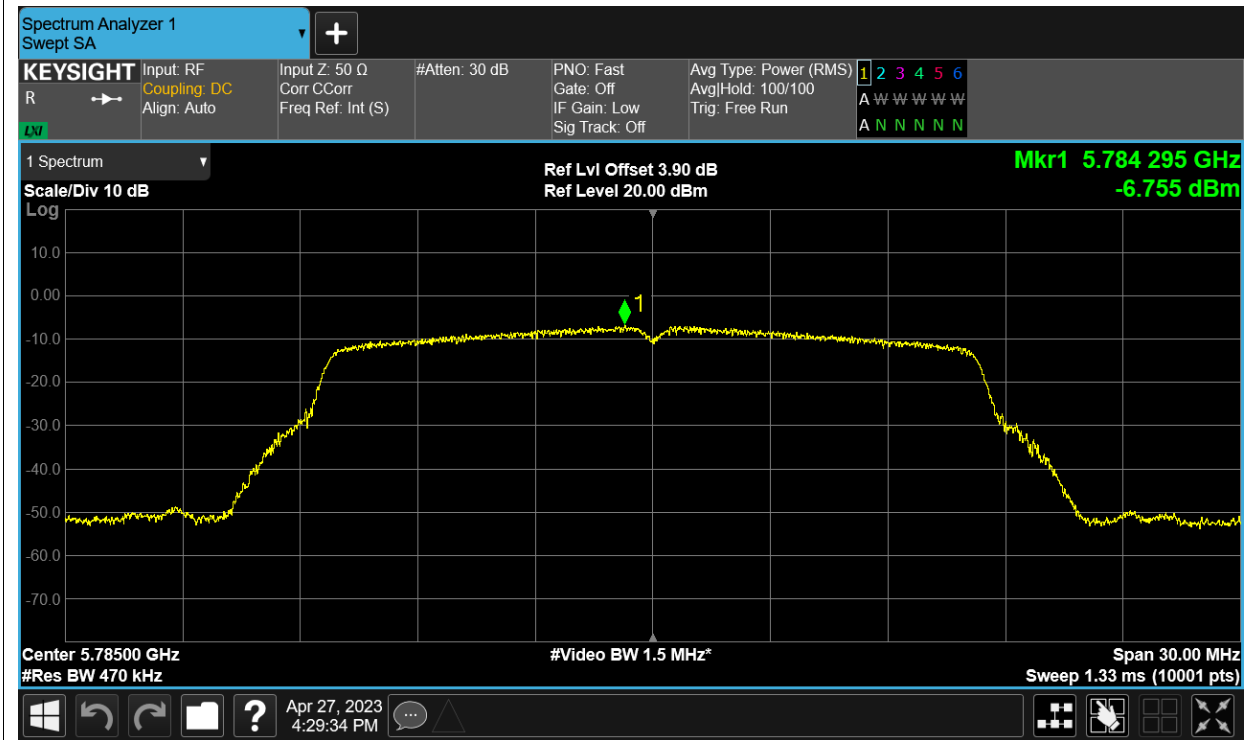 Spectrum Analyzer 1
Swept SA
KEYSIGHT
R
LXI
Input: RF
Coupling: DC
Align: Auto
Input Z: 50 Ω
Corr CCorr
Freq Ref: Int (S)
#Atten: 30 dB
PNO: Fast
Gate: Off
IF Gain: Low
Sig Track: Off
Avg Type: Power (RMS)
Avg|Hold: 100/100
Trig: Free Run
1 2 3 4 5 6
A W W W W W
A N N N N N
1 Spectrum
Scale/Div 10 dB
Log
Ref Lvl Offset 3.90 dB
Ref Level 20.00 dBm
Mkr1 5.784 295 GHz
-6.755 dBm
10.0
0.00
1
-10.0
-20.0
-30.0
-40.0
-50.0
-60.0
-70.0
Center 5.78500 GHz
#Res BW 470 kHz
#Video BW 1.5 MHz*
Span 30.00 MHz
Sweep 1.33 ms (10001 pts)
?
Apr 27, 2023
4:29:34 PM